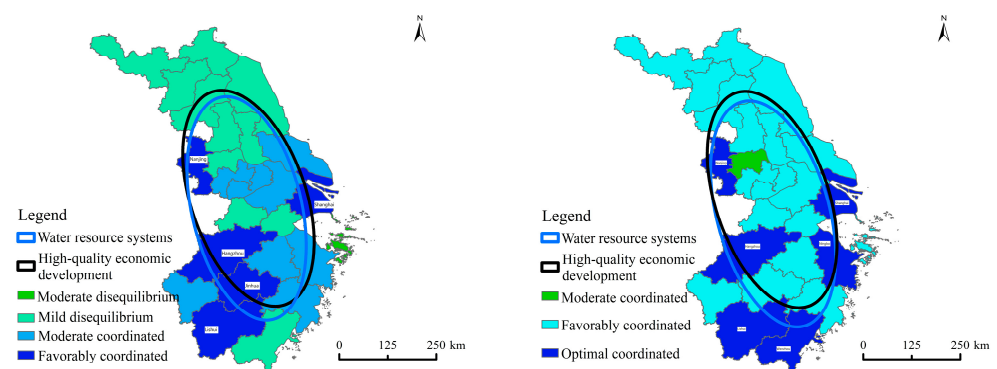 N
Nanjing
Shanghai
Hangzhou
Jinhua
Lishui
Legend
Water resource systems
High-quality economic
development
Moderate disequilibrium
Mild disequilibrium
Moderate coordinated
Favorably coordinated
0 125 250 km
N
Legend
Water resource systems
High-quality economic
development
Moderate coordinated
Favorably coordinated
Optimal coordinated
0 125 250 km